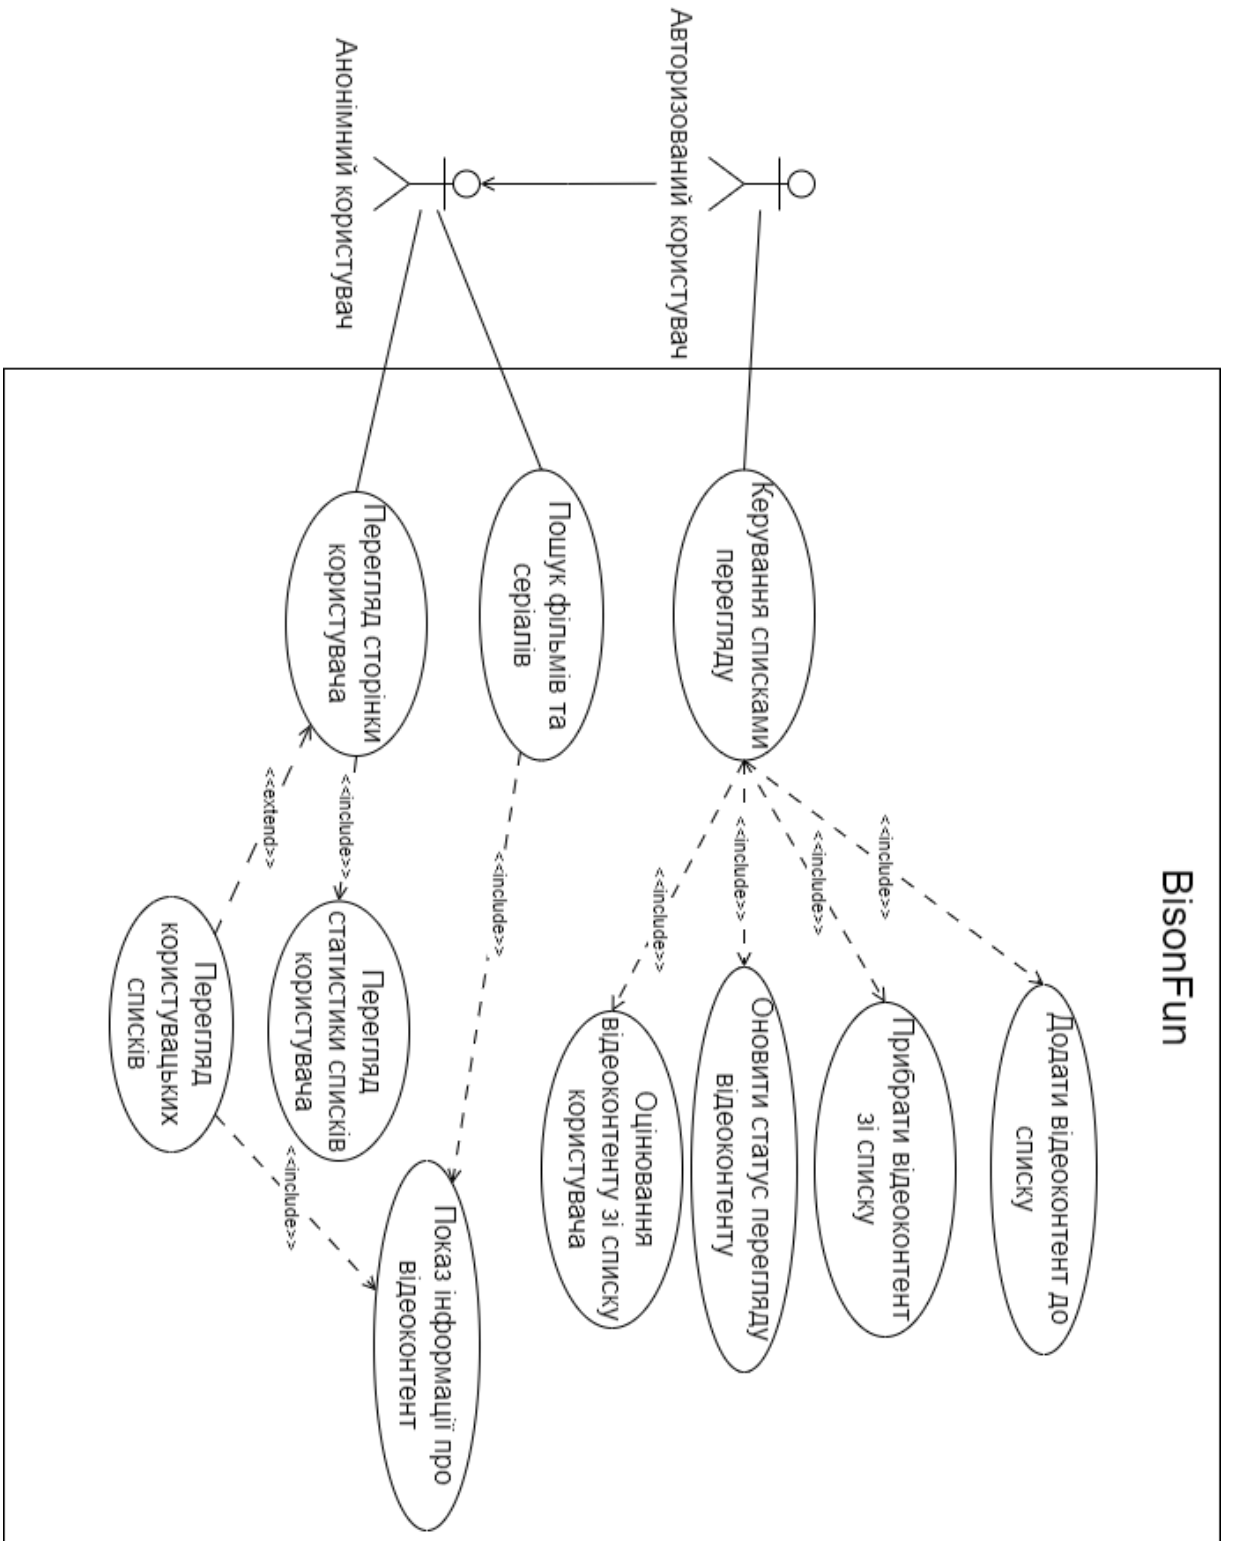 BisonFun
Авторизований користувач
Анонімний користувач
Додати відеоконтент до
списку
<<include>>
Прибрати відеоконтент
зі списку
<<include>>
Керування списками
перегляду
<<include>>
Оновити статус перегляду
відеоконтенту
<<include>>
Оцінювання
відеоконтенту зі списку
користувача
Пошук фільмів та
серіалів
<<include>>
Показ інформації про
відеоконтент
Перегляд сторінки
користувача
<<include>>
Перегляд
статистики списків
користувача
<<extend>>
Перегляд
користувацьких
списків
<<include>>